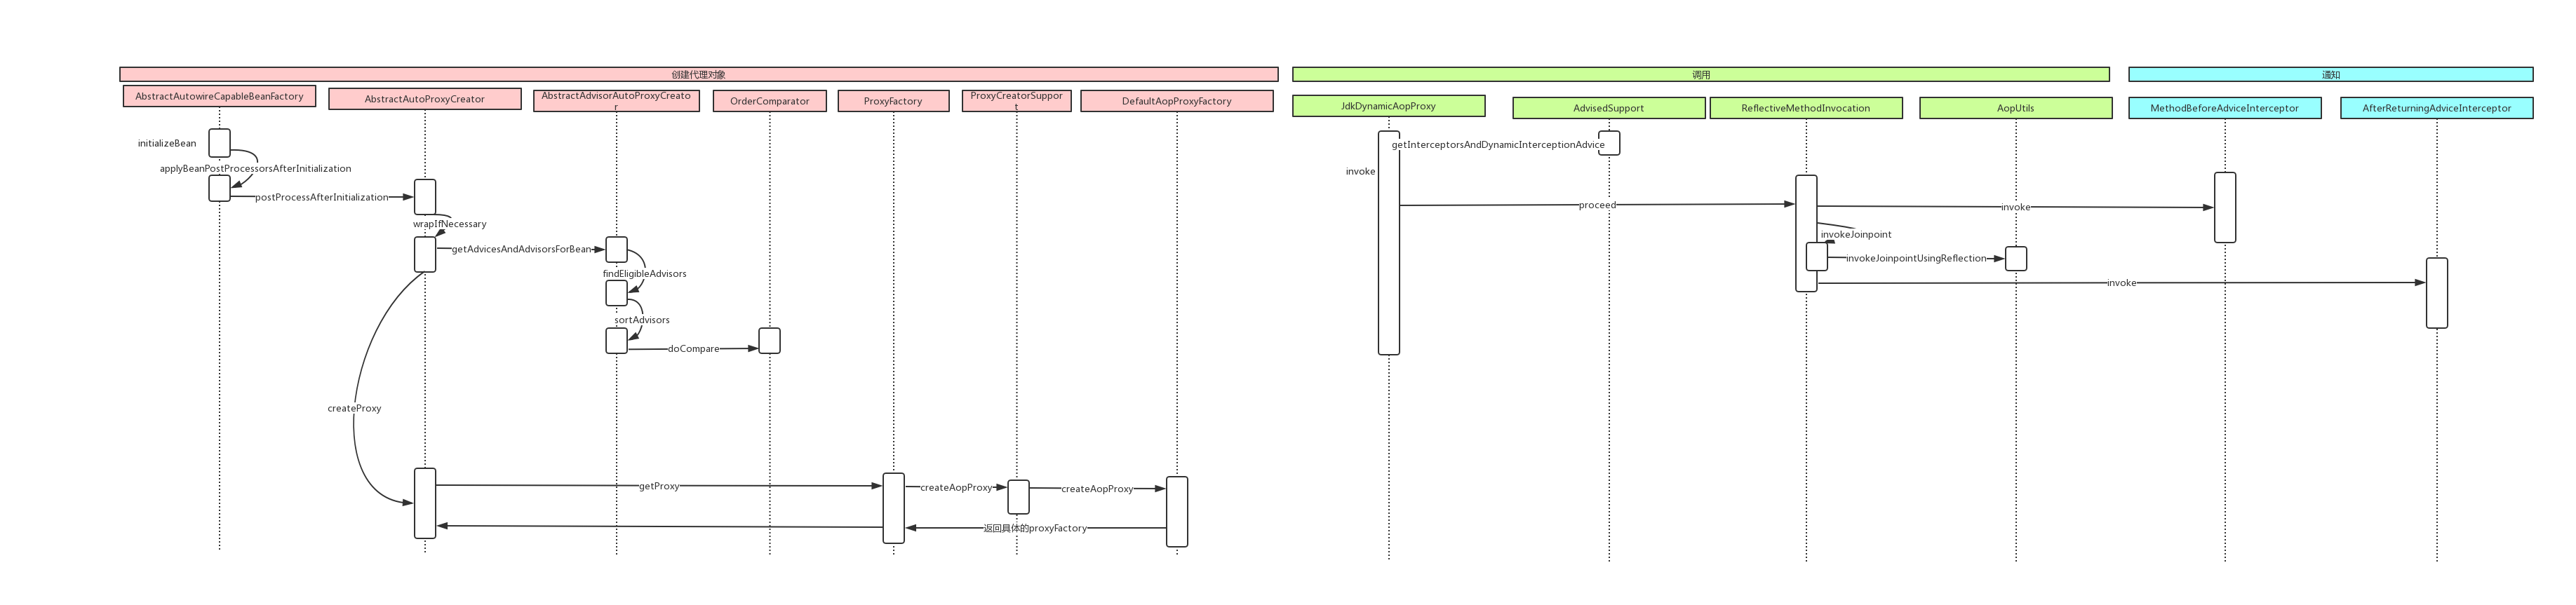 创建代理对象
调用
通知
AbstractAutowireCapableBeanFactory
AbstractAutoProxyCreator
AbstractAdvisorAutoProxyCreato
r
OrderComparator
ProxyFactory
ProxyCreatorSuppor
t
DefaultAopProxyFactory
JdkDynamicAopProxy
AdvisedSupport
ReflectiveMethodInvocation
AopUtils
MethodBeforeAdviceInterceptor
AfterReturningAdviceInterceptor
initializeBean
applyBeanPostProcessorsAfterInitialization
postProcessAfterInitialization
wrapIfNecessary
getAdvicesAndAdvisorsForBean
findEligibleAdvisors
sortAdvisors
doCompare
createProxy
getProxy
createAopProxy
createAopProxy
返回具体的proxyFactory
getInterceptorsAndDynamicInterceptionAdvice
invoke
proceed
invoke
invokeJoinpoint
invokeJoinpointUsingReflection
invoke